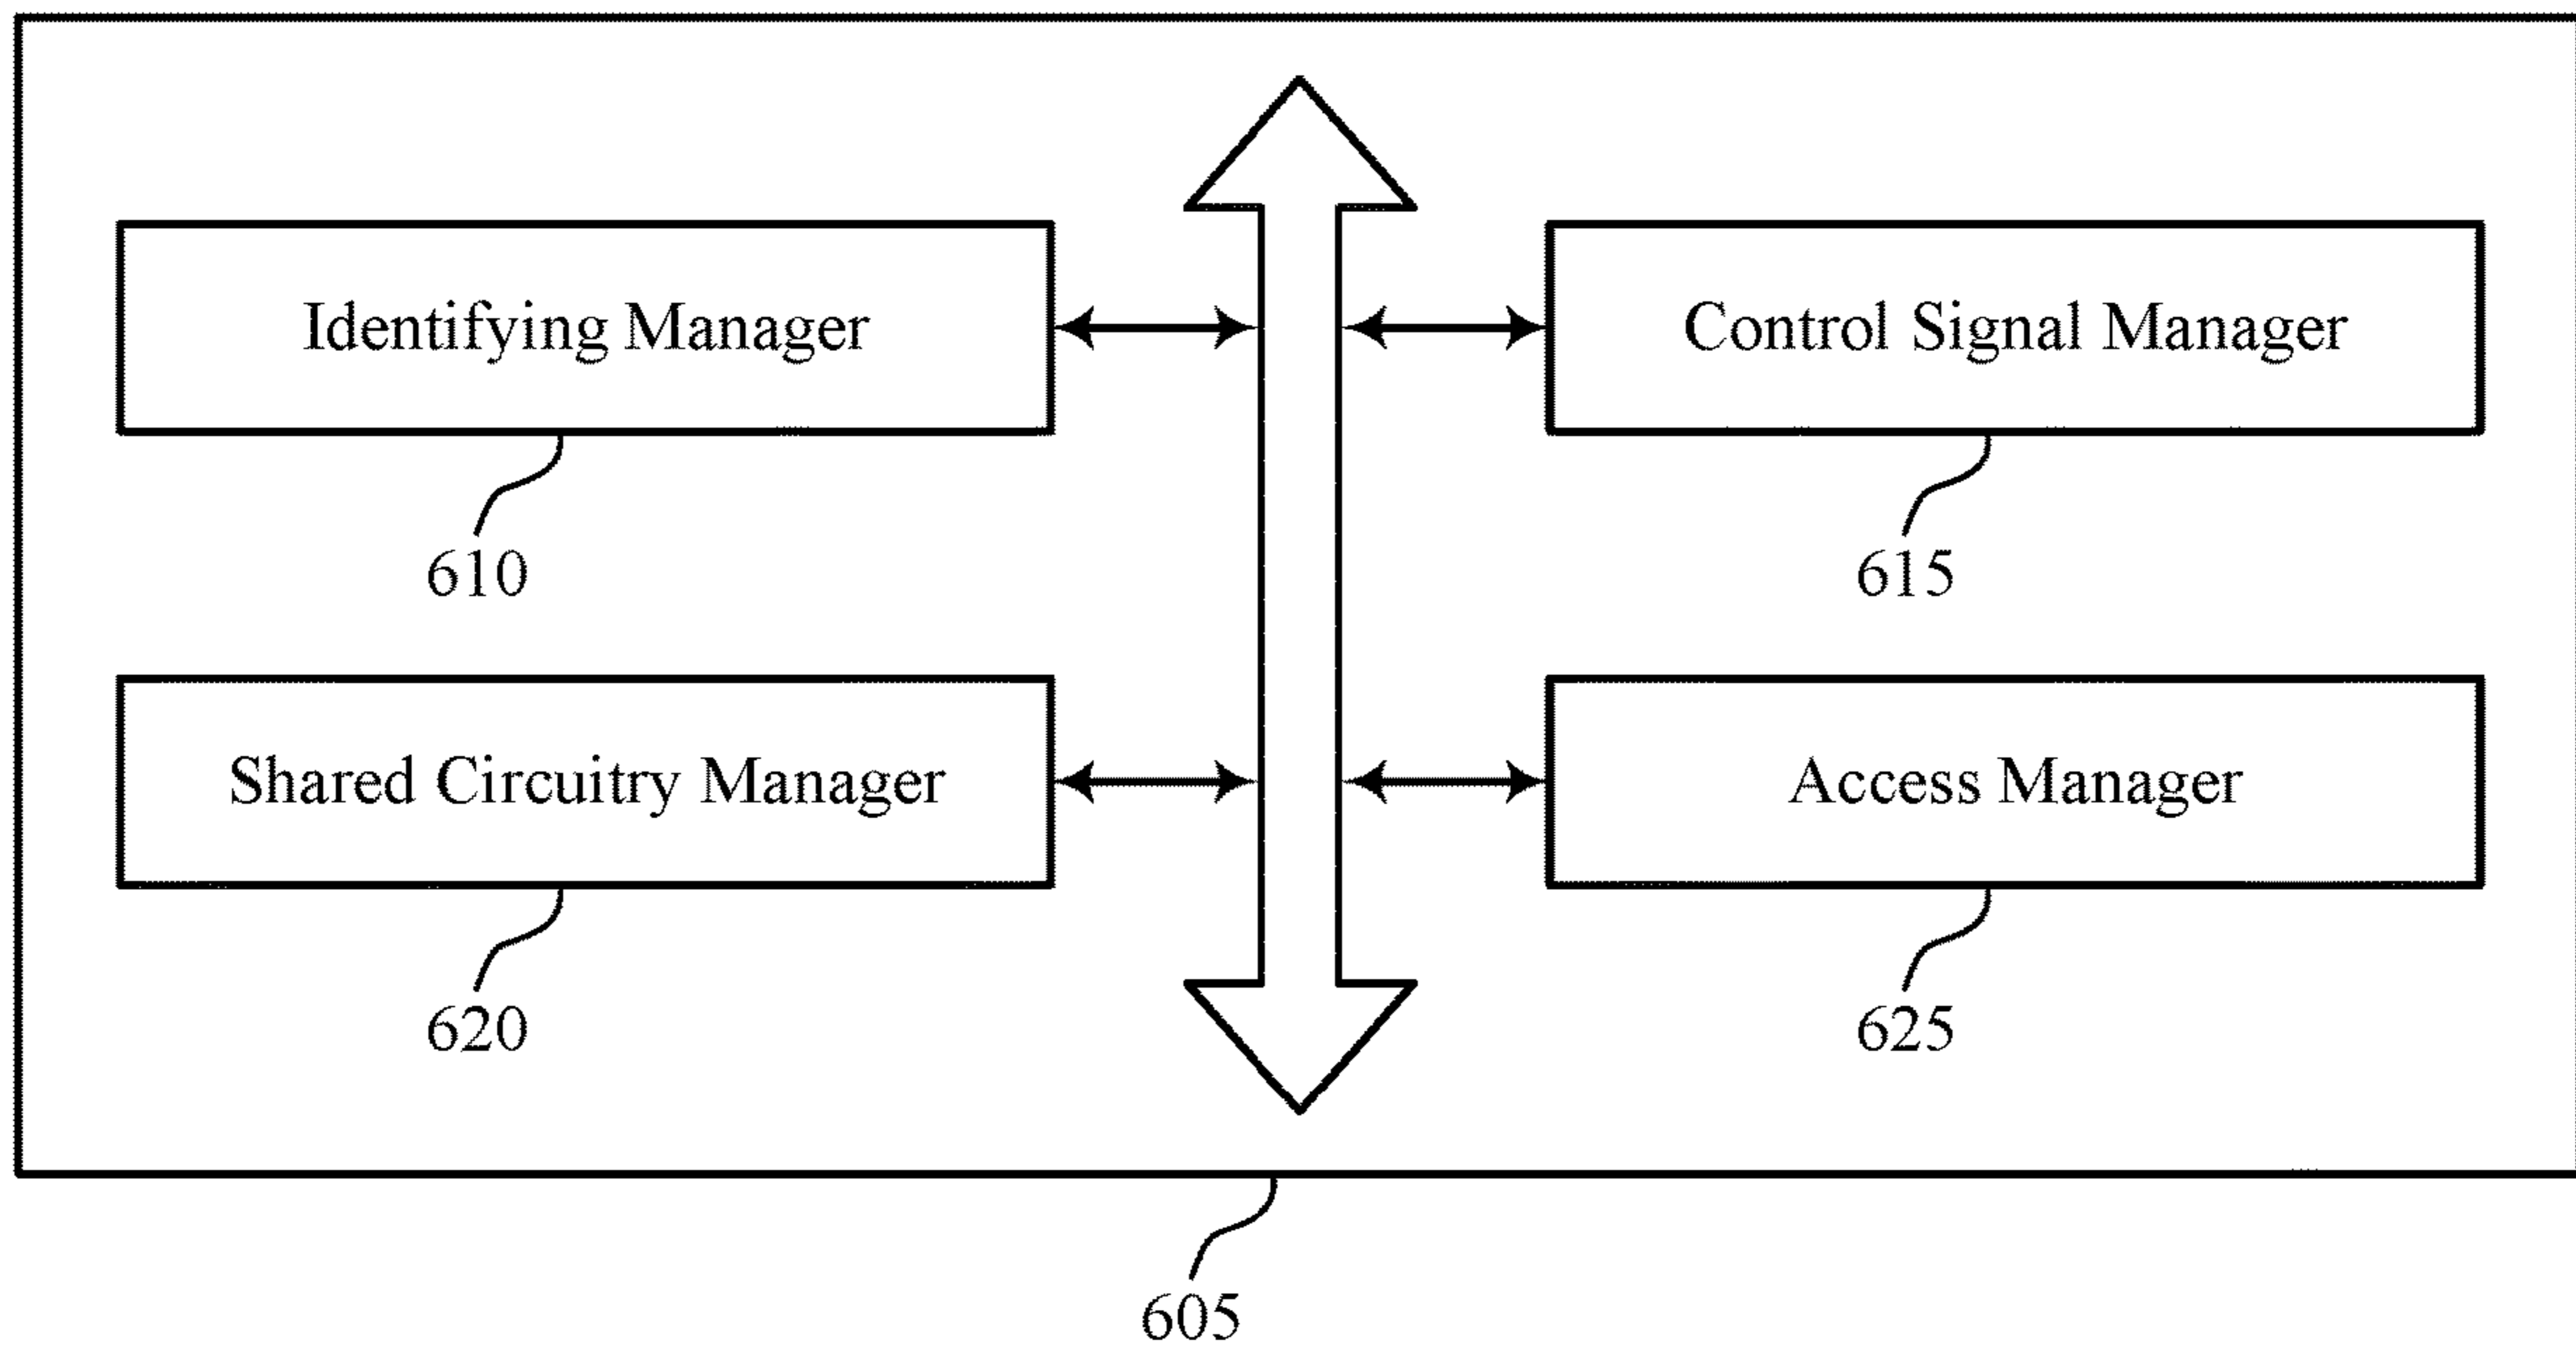 Identifying Manager
Control Signal Manager
610
615
Shared Circuitry Manager
Access Manager
620
625
605